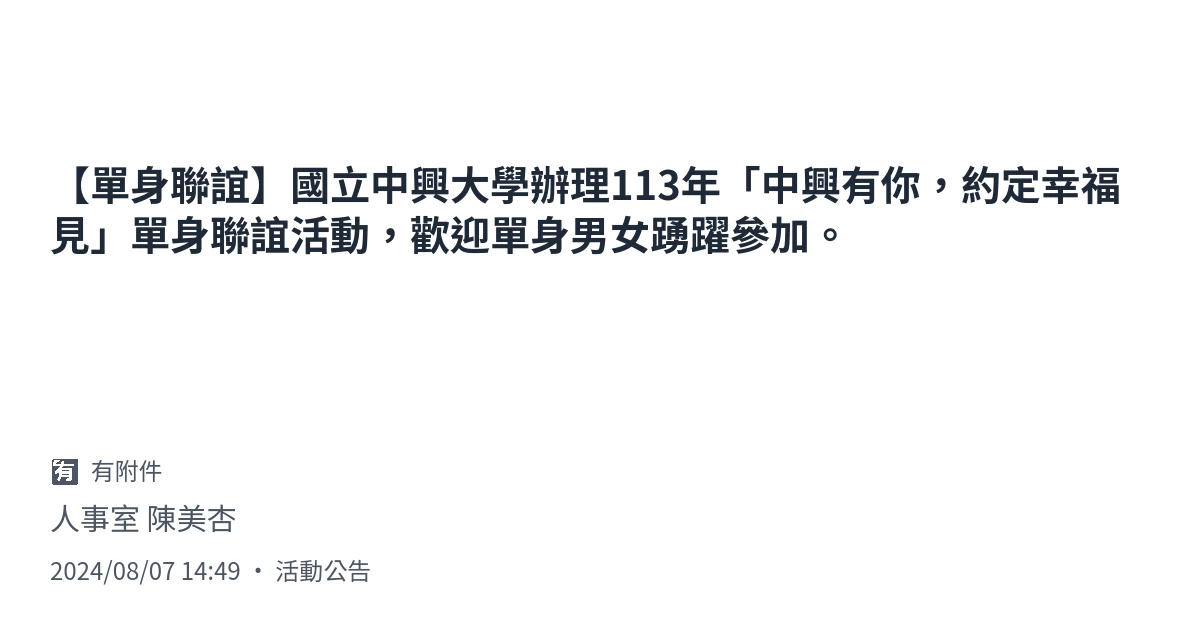 【單身聯誼】國立中興大學辦理113年「中興有你，約定幸福
見」單身聯誼活動，歡迎單身男女踴躍參加。
有 有附件
人事室 陳美杏
2024/08/07 14:49 • 活動公告